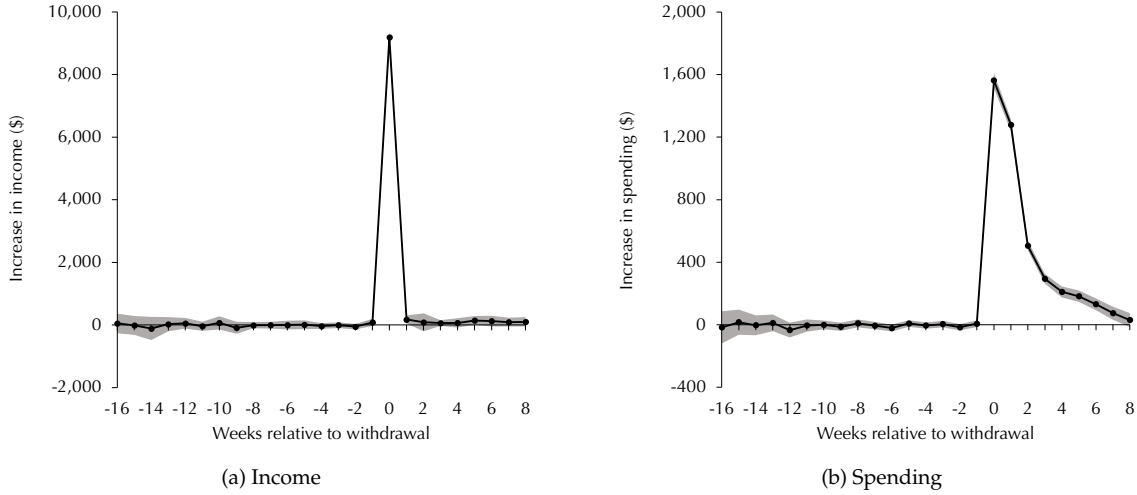 Increase in income ($)
10,000
8,000
6,000
4,000
2,000
0
-2,000
-16 -14 -12 -10 -8 -6 -4 -2 0 2 4 6 8
Weeks relative to withdrawal
(a) Income
Increase in spending ($)
2,000
1,600
1,200
800
400
0
-400
-16 -14 -12 -10 -8 -6 -4 -2 0 2 4 6 8
Weeks relative to withdrawal
(b) Spending